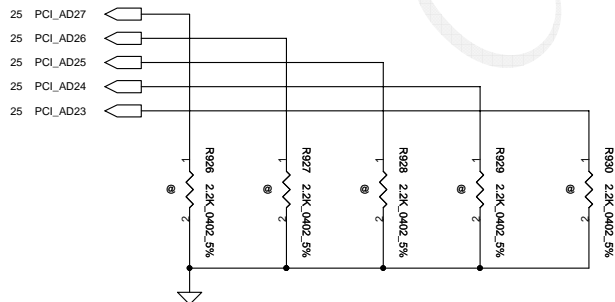 25 PCI_AD27
25 PCI_AD26
25 PCI_AD25
25 PCI_AD24
25 PCI_AD23
1 R926 2.2K_0402_5% @ 2
1 R927 2.2K_0402_5% @ 2
1 R928 2.2K_0402_5% @ 2
1 R929 2.2K_0402_5% @ 2
1 R930 2.2K_0402_5% @ 2